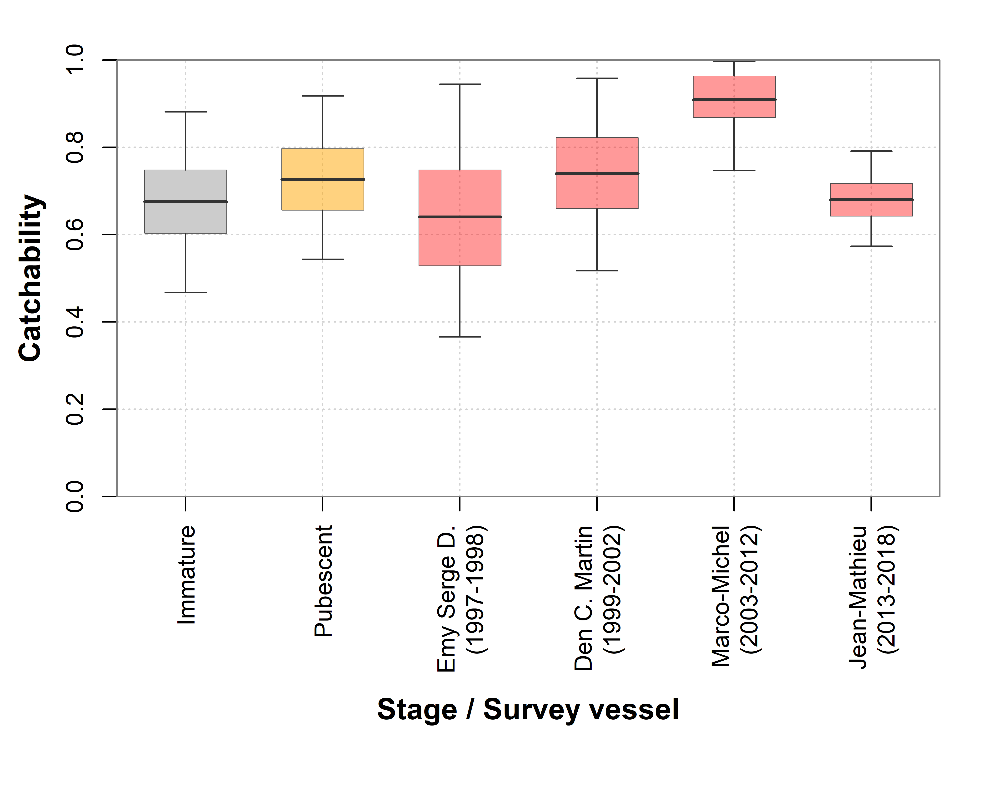 Catchability
1.0
0.8
0.6
0.4
0.2
0.0
Immature
Pubescent
Emy Serge D.
(1997-1998)
Den C. Martin
(1999-2002)
Marco-Michel
(2003-2012)
Jean-Mathieu
(2013-2018)
Stage / Survey vessel